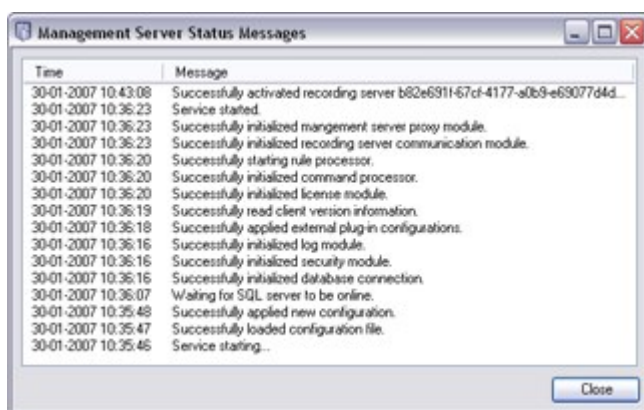 Management Server Status Messages
Time Message
30-01-2007 10:43:08 Successfully activated recording server b82e691f-67cf-4177-a0b9-e69077d4d...
30-01-2007 10:36:23 Service started.
30-01-2007 10:36:23 Successfully initialized mangement server proxy module.
30-01-2007 10:36:23 Successfully initialized recording server communication module.
30-01-2007 10:36:20 Successfully starting rule processor.
30-01-2007 10:36:20 Successfully initialized command processor.
30-01-2007 10:36:20 Successfully initialized license module.
30-01-2007 10:36:19 Successfully read client version information.
30-01-2007 10:36:18 Successfully applied external plug-in configurations.
30-01-2007 10:36:16 Successfully initialized log module.
30-01-2007 10:36:16 Successfully initialized security module.
30-01-2007 10:36:16 Successfully initialized database connection.
30-01-2007 10:36:07 Waiting for SQL server to be online.
30-01-2007 10:35:48 Successfully applied new configuration.
30-01-2007 10:35:47 Successfully loaded configuration file.
30-01-2007 10:35:46 Service starting...
Close